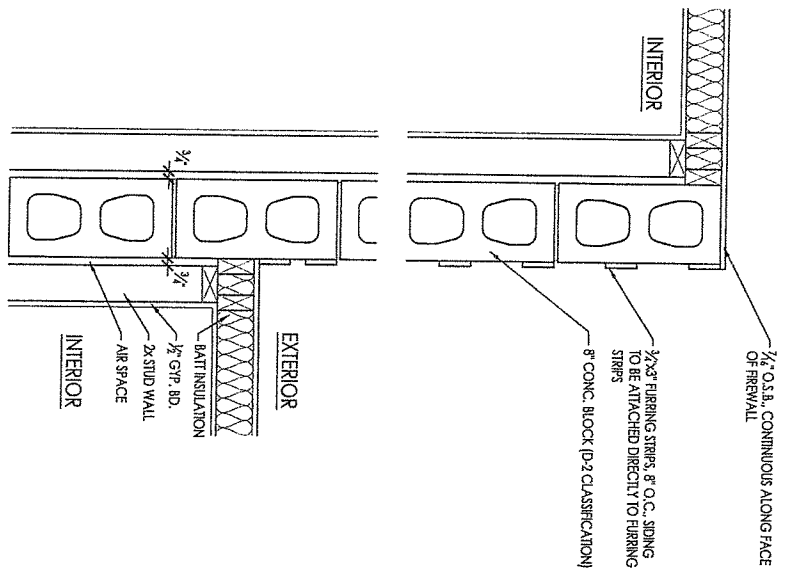 7/16" O.S.B., CONTINUOUS ALONG FACE
OF FIREWALL
INTERIOR
¾"x3" FURRING STRIPS, 8" O.C., SIDING
TO BE ATTACHED DIRECTLY TO FURRING
STRIPS
8" CONC. BLOCK (D-2 CLASSIFICATION)
EXTERIOR
¾"
¾"
BATT INSULATION
½" GYP. BD.
2x STUD WALL
AIR SPACE
INTERIOR